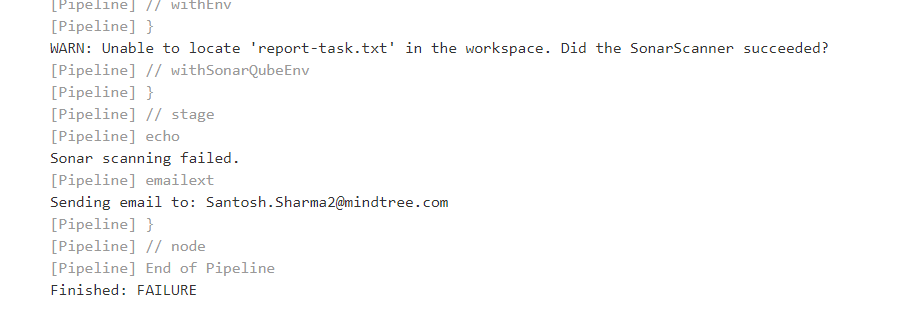 [Pipeline] // withEnv
[Pipeline] }
WARN: Unable to locate 'report-task.txt' in the workspace. Did the SonarScanner succeeded?
[Pipeline] // withSonarQubeEnv
[Pipeline] }
[Pipeline] // stage
[Pipeline] echo
Sonar scanning failed.
[Pipeline] emailext
Sending email to: Santosh.Sharma2@mindtree.com
[Pipeline] }
[Pipeline] // node
[Pipeline] End of Pipeline
Finished: FAILURE